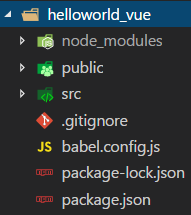 helloworld_vue
node_modules
public
src
.gitignore
JS babel.config.js
package-lock.json
package.json